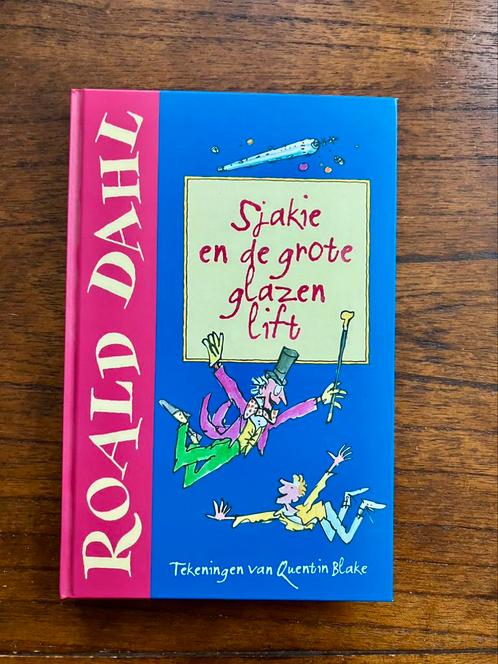 ROALD DAHL
Sjakie
en de grote
glazen
lift
Tekeningen van Quentin Blake